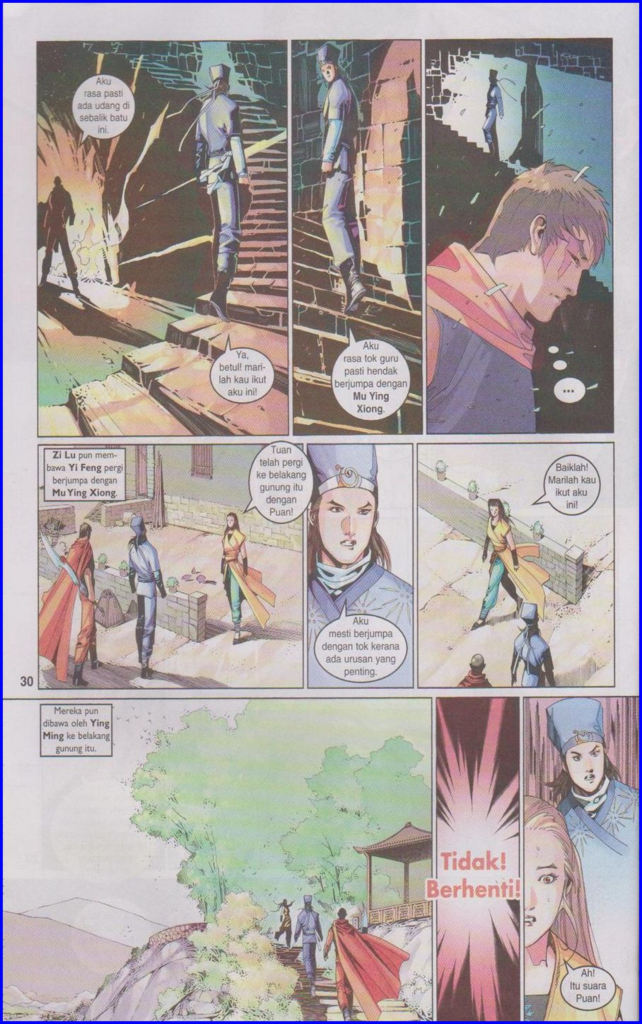 Aku
rasa pasti
ada udang di
sebalik batu
ini.
Ya,
betul! mari-
lah kau ikut
aku ini!
Aku
rasa tok guru
pasti hendak
berjumpa dengan
Mu Ying
Xiong.
...
Zi Lu pun mem-
bawa Yi Feng pergi
berjumpa dengan
Mu Ying Xiong.
Tuan
telah pergi
ke belakang
gunung itu
dengan
Puan!
Aku
mesti berjumpa
dengan tok kerana
ada urusan yang
penting.
Baiklah!
Marilah kau
ikut aku
ini!
30
Mereka pun
dibawa oleh Ying
Ming ke belakang
gunung itu.
Tidak!
Berhenti!
Ah!
Itu suara
Puan!